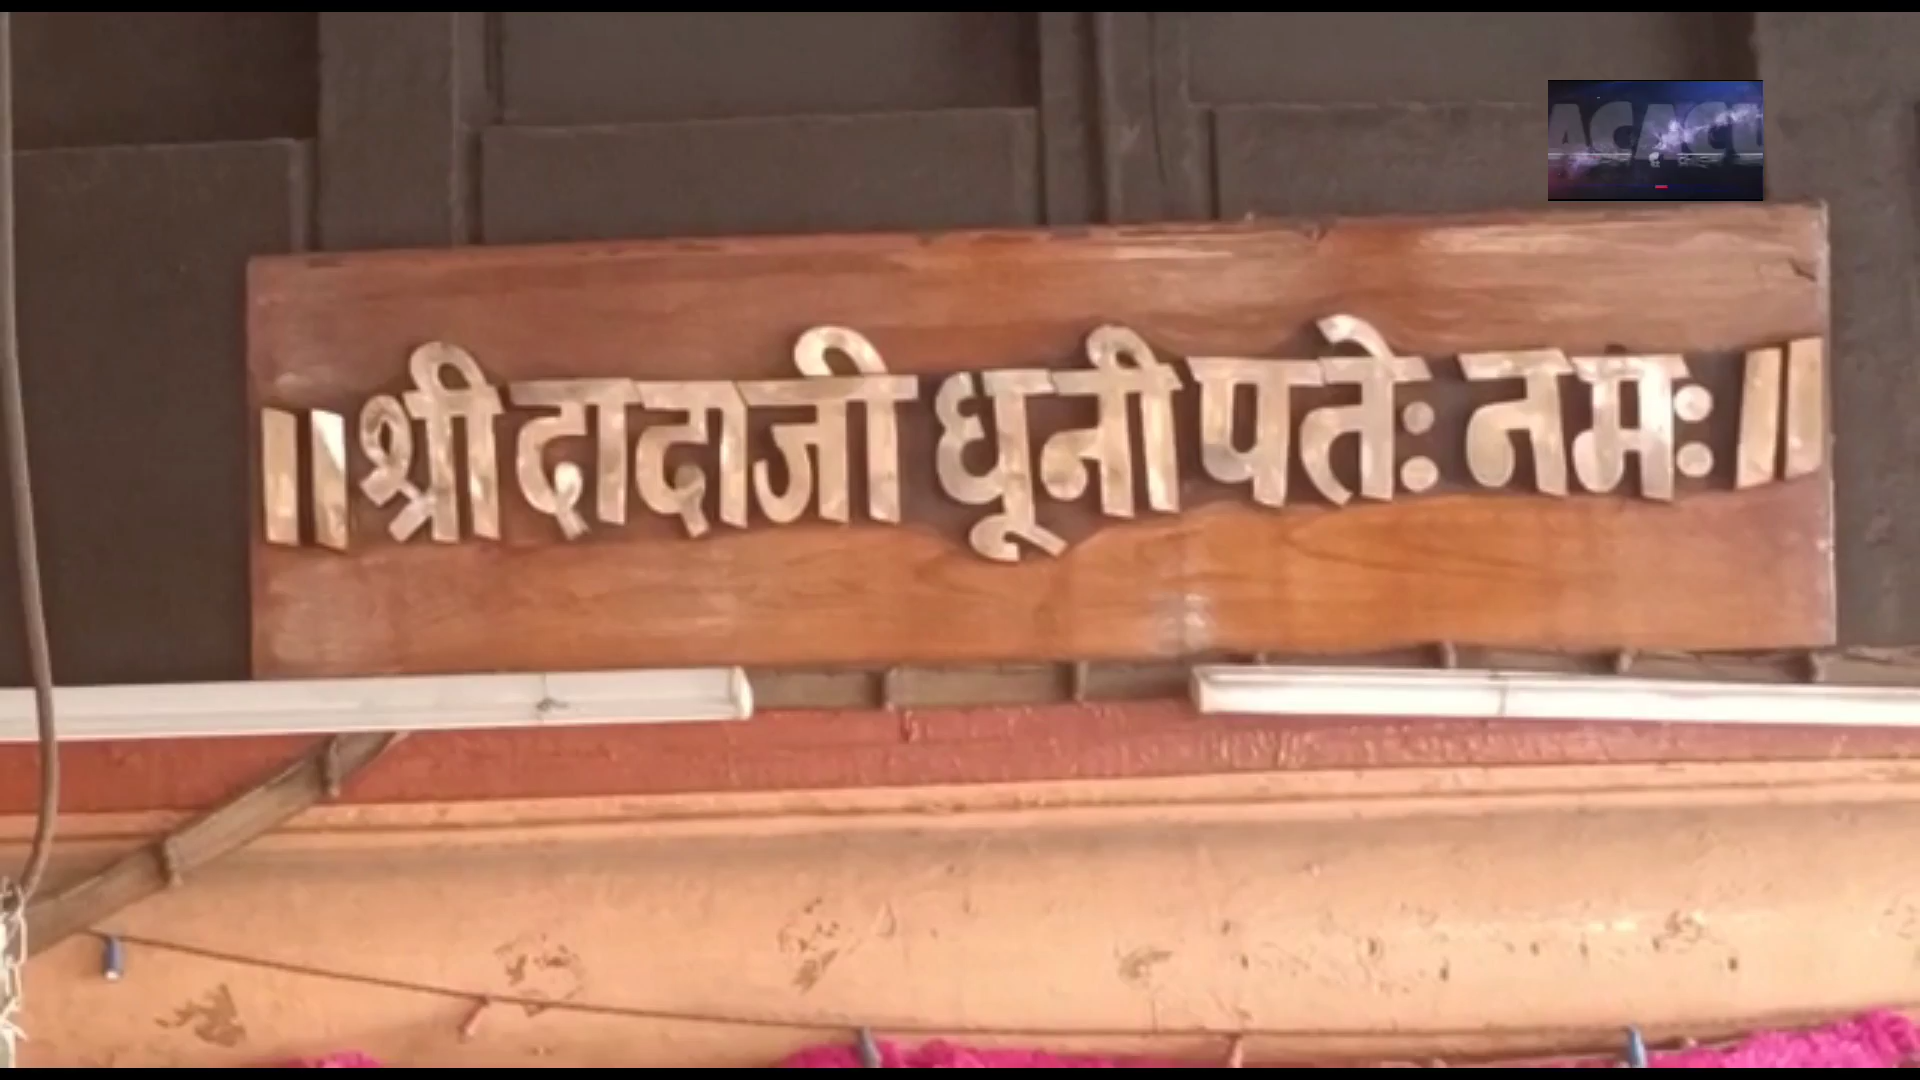 ॥ श्री दादाजी धूनी पतेः नमः ॥